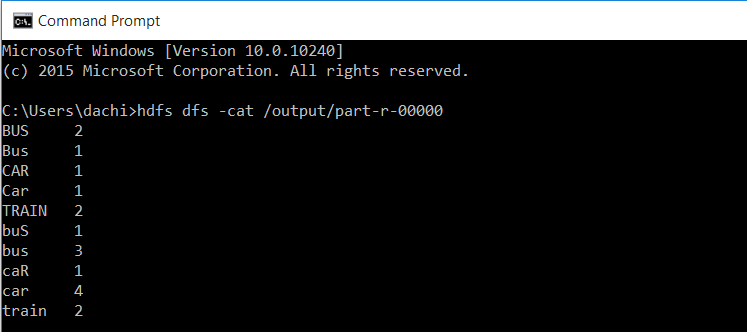 Command Prompt
Microsoft Windows [Version 10.0.10240]
(c) 2015 Microsoft Corporation. All rights reserved.
C:\Users\dachi>hdfs dfs -cat /output/part-r-00000
BUS 2
Bus 1
CAR 1
Car 1
TRAIN 2
buS 1
bus 3
caR 1
car 4
train 2